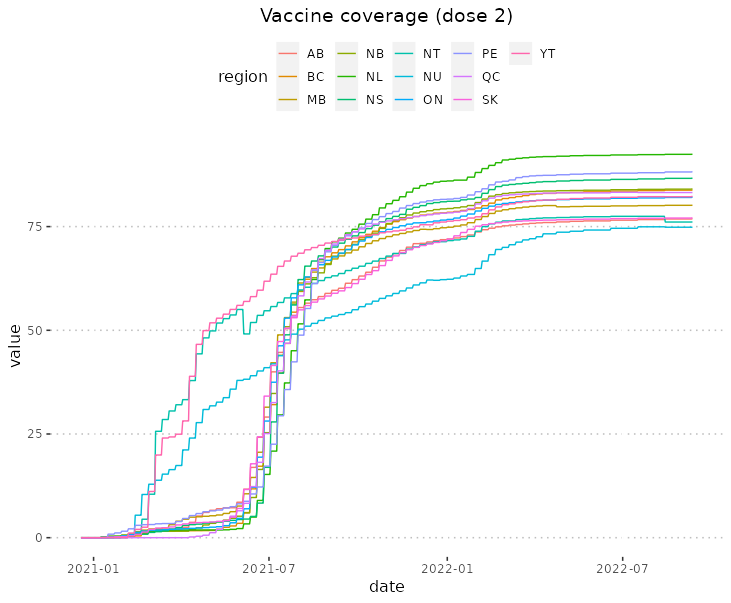 Vaccine coverage (dose 2)
AB NB NT PE YT
region BC NL NU QC
MB NS ON SK
75
50
25
0
value
2021-01 2021-07 2022-01 2022-07
date